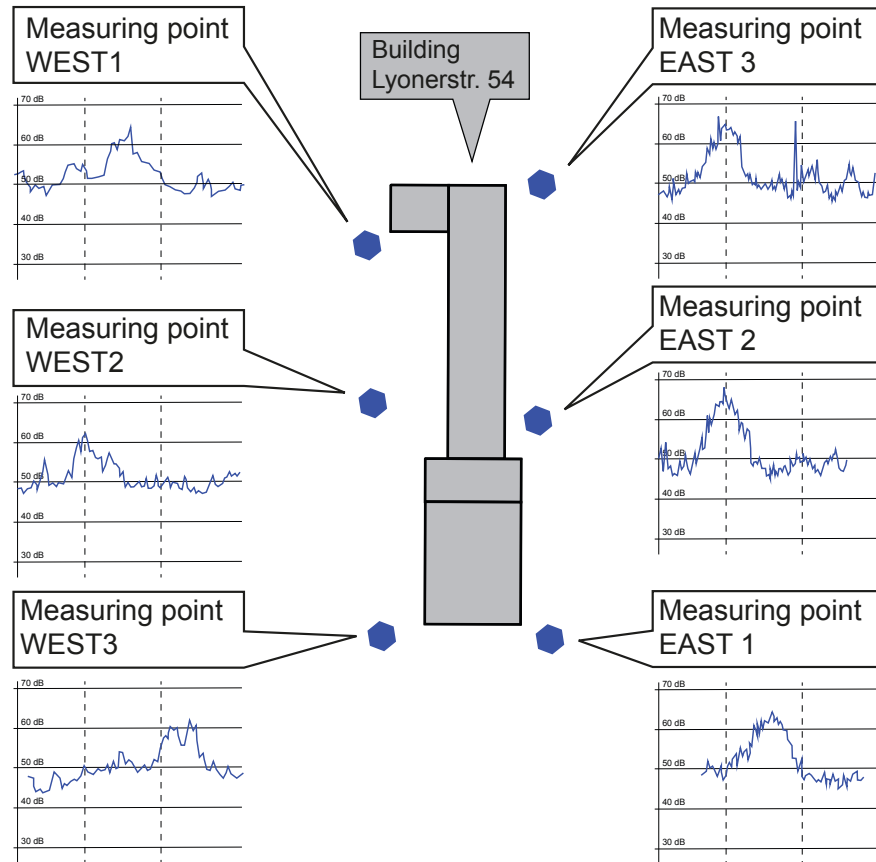 Measuring point
WEST1
70 dB
60 dB
50 dB
40 dB
30 dB
Building
Lyonerstr. 54
Measuring point
EAST 3
70 dB
60 dB
50 dB
40 dB
30 dB
Measuring point
WEST2
70 dB
60 dB
50 dB
40 dB
30 dB
Measuring point
EAST 2
70 dB
60 dB
50 dB
40 dB
30 dB
Measuring point
WEST3
70 dB
60 dB
50 dB
40 dB
30 dB
Measuring point
EAST 1
70 dB
60 dB
50 dB
40 dB
30 dB